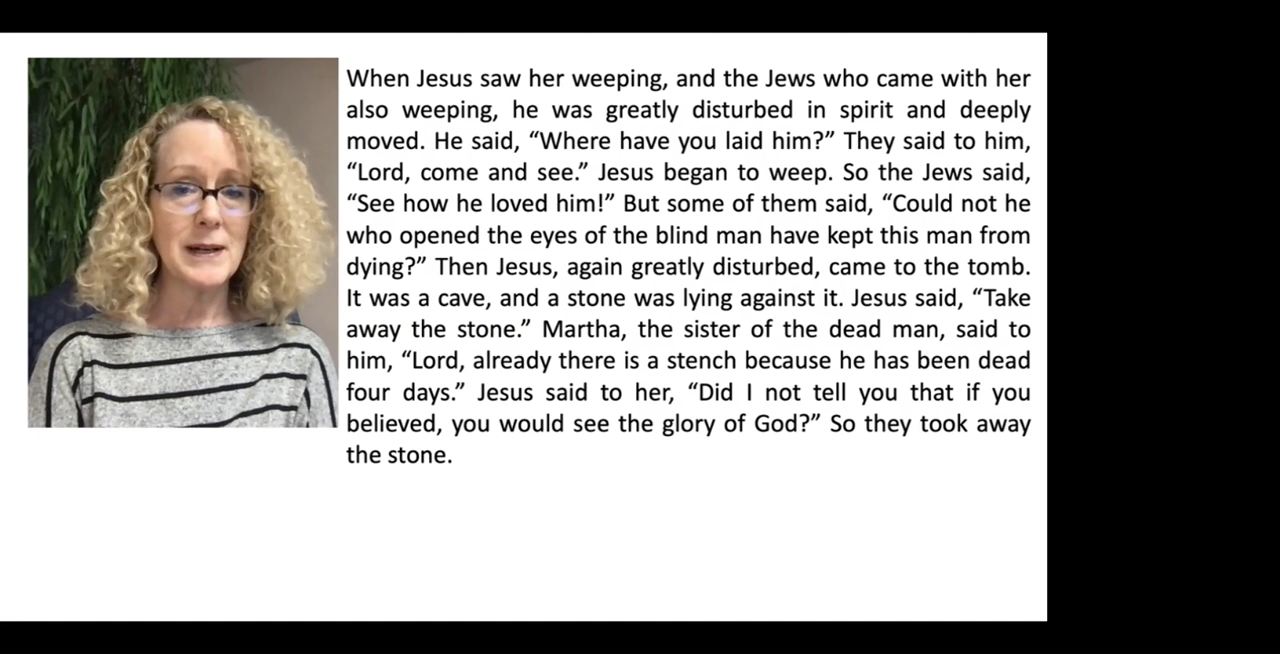 When Jesus saw her weeping, and the Jews who came with her
also weeping, he was greatly disturbed in spirit and deeply
moved. He said, “Where have you laid him?” They said to him,
“Lord, come and see.” Jesus began to weep. So the Jews said,
“See how he loved him!” But some of them said, “Could not he
who opened the eyes of the blind man have kept this man from
dying?” Then Jesus, again greatly disturbed, came to the tomb.
It was a cave, and a stone was lying against it. Jesus said, “Take
away the stone.” Martha, the sister of the dead man, said to
him, “Lord, already there is a stench because he has been dead
four days.” Jesus said to her, “Did I not tell you that if you
believed, you would see the glory of God?” So they took away
the stone.